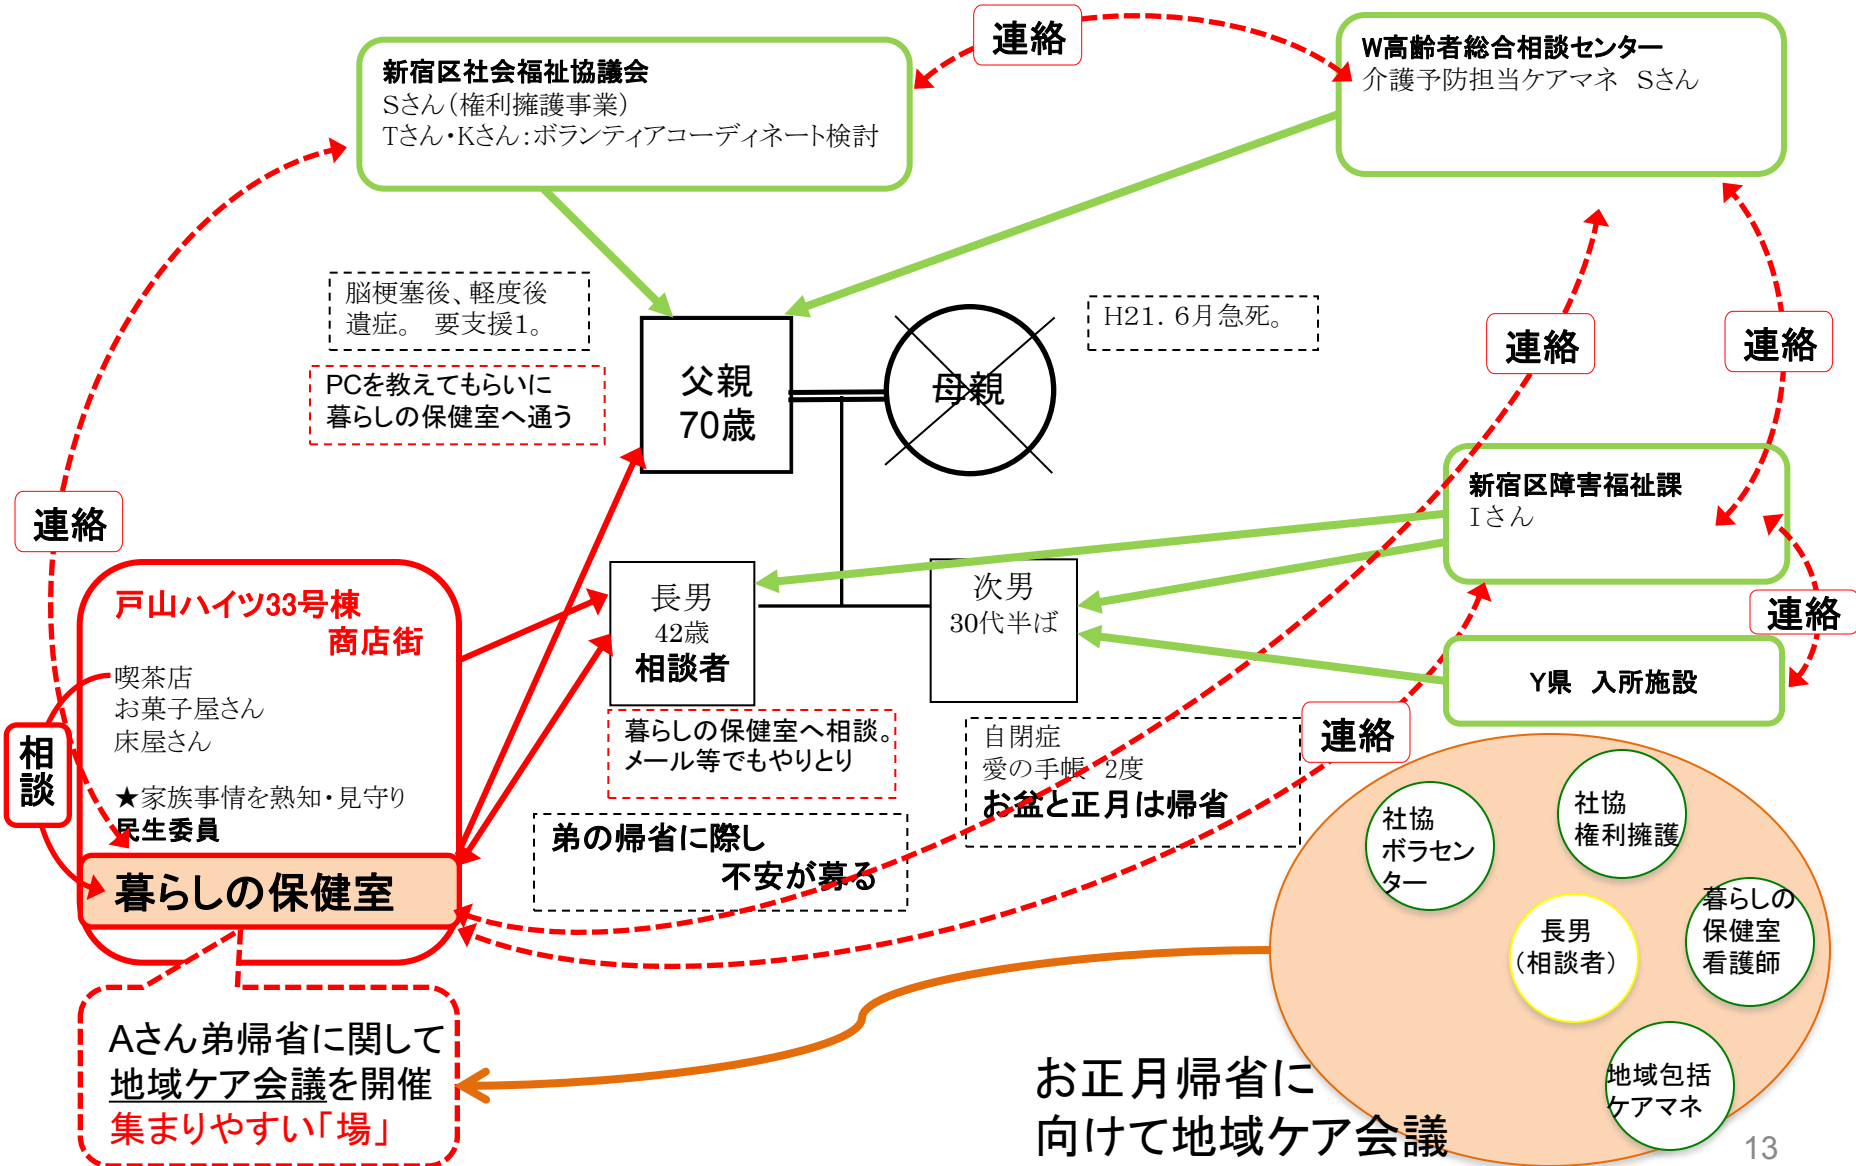 連絡
新宿区社会福祉協議会
Sさん(権利擁護事業)
Tさん・Kさん:ボランティアコーディネート検討
W高齢者総合相談センター
介護予防担当ケアマネ Sさん
脳梗塞後、軽度後
遺症。 要支援1。
PCを教えてもらいに
暮らしの保健室へ通う
父親
70歳
母親
H21.6月急死。
連絡
連絡
連絡
新宿区障害福祉課
Iさん
連絡
Y県 入所施設
戸山ハイツ33号棟
商店街
喫茶店
お菓子屋さん
床屋さん
★家族事情を熟知・見守り
民生委員
相談
暮らしの保健室
長男
42歳
相談者
次男
30代半ば
暮らしの保健室へ相談。
メール等でもやりとり
自閉症
愛の手帳 2度
お盆と正月は帰省
連絡
弟の帰省に際し
不安が募る
社協
ボラセン
ター
社協
権利擁護
長男
(相談者)
暮らしの
保健室
看護師
地域包括
ケアマネ
Aさん弟帰省に関して
地域ケア会議を開催
集まりやすい「場」
お正月帰省に
向けて地域ケア会議
13